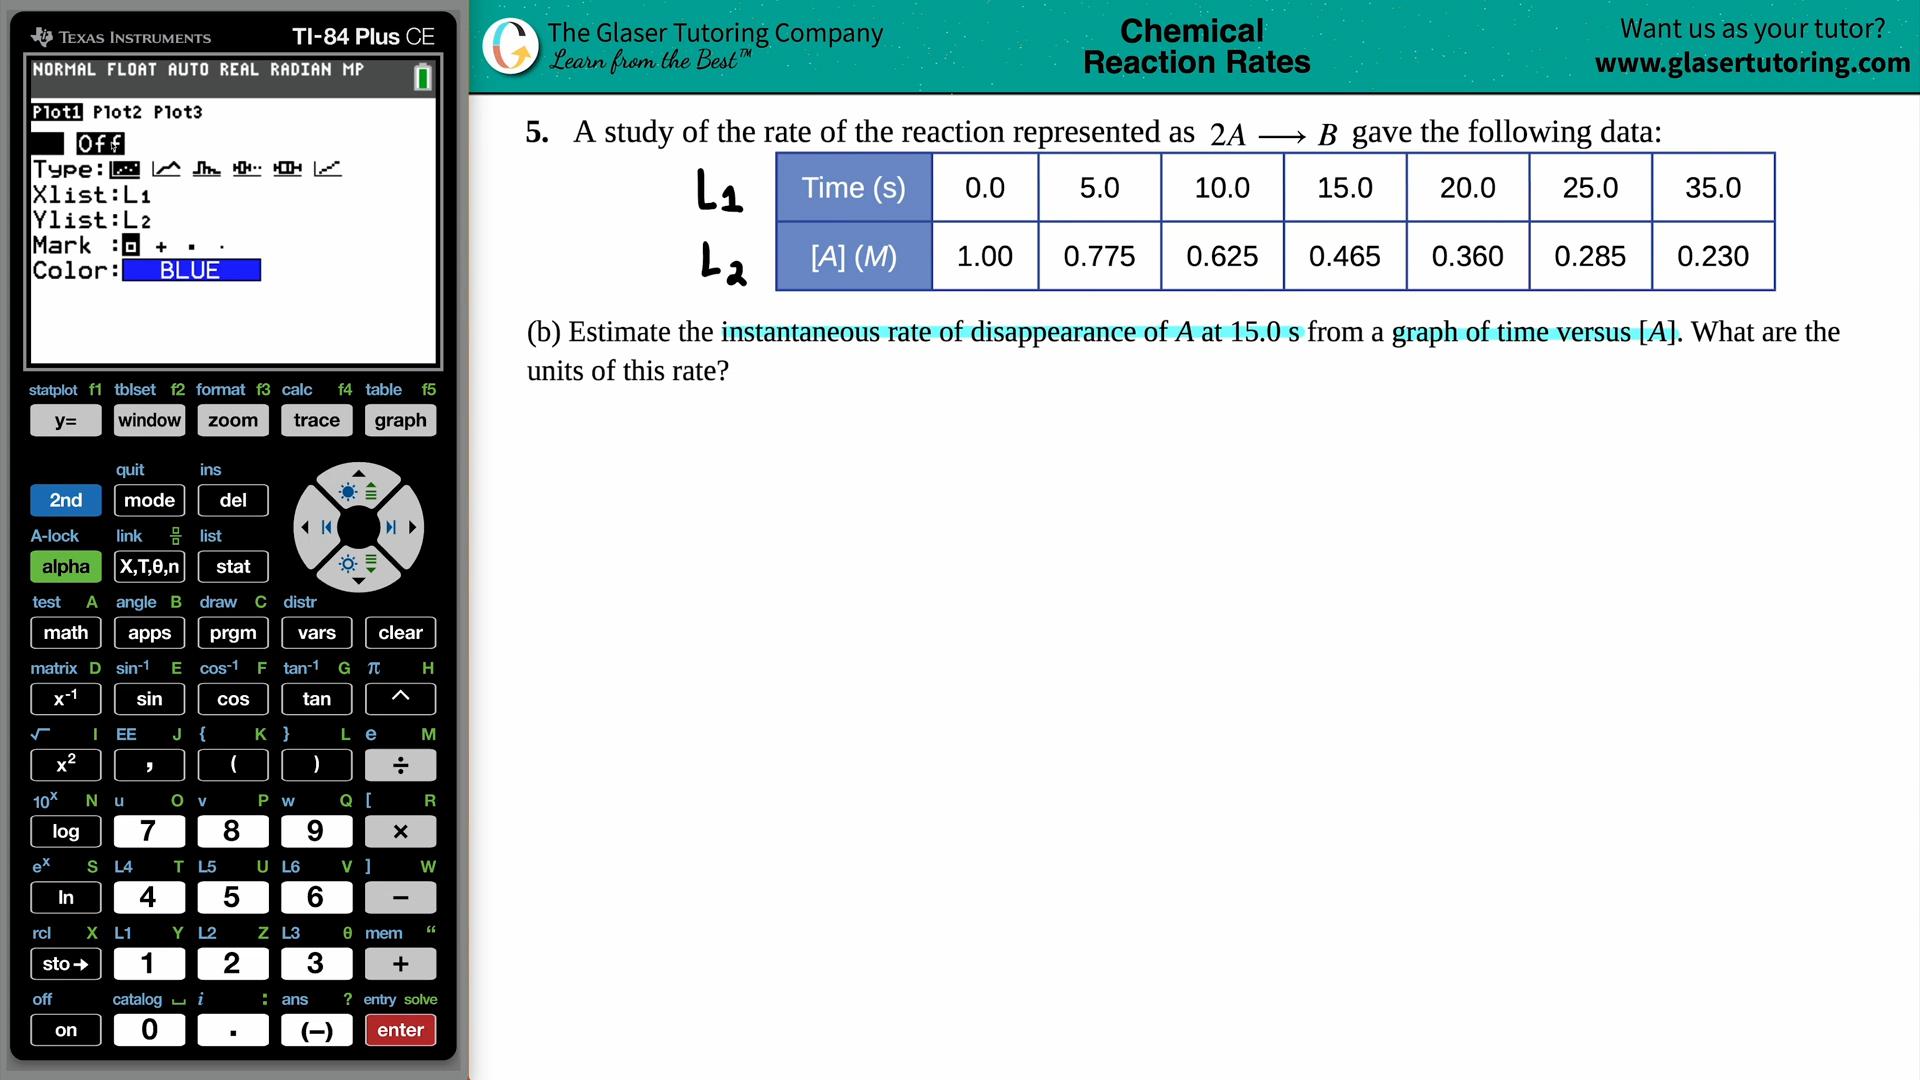 TEXAS INSTRUMENTS TI-84 Plus CE
NORMAL FLOAT AUTO REAL RADIAN MP
Plot1 Plot2 Plot3
Off
Type:
Xlist:L1
Ylist:L2
Mark :
Color: BLUE
statplot f1 tblset f2 format f3 calc f4 table f5
y= window zoom trace graph
quit ins
2nd mode del
A-lock link list
alpha X,T,θ,n stat
test A angle B draw C distr
math apps prgm vars clear
matrix D sin⁻¹ E cos⁻¹ F tan⁻¹ G π H
x⁻¹ sin cos tan ^
√ I EE J { K } L e M
x² , ( ) ÷
10ˣ N u O v P w Q [ R
log 7 8 9 ×
eˣ S L4 T L5 U L6 V ] W
ln 4 5 6 −
rcl X L1 Y L2 Z L3 θ mem “
sto→ 1 2 3 +
off catalog ⎵ i : ans ? entry solve
on 0 . (−) enter
The Glaser Tutoring Company
Learn from the Best™
Chemical
Reaction Rates
Want us as your tutor?
www.glasertutoring.com
5. A study of the rate of the reaction represented as 2A ⟶ B gave the following data:
L1 Time (s) 0.0 5.0 10.0 15.0 20.0 25.0 35.0
L2 [A] (M) 1.00 0.775 0.625 0.465 0.360 0.285 0.230
(b) Estimate the instantaneous rate of disappearance of A at 15.0 s from a graph of time versus [A]. What are the
units of this rate?